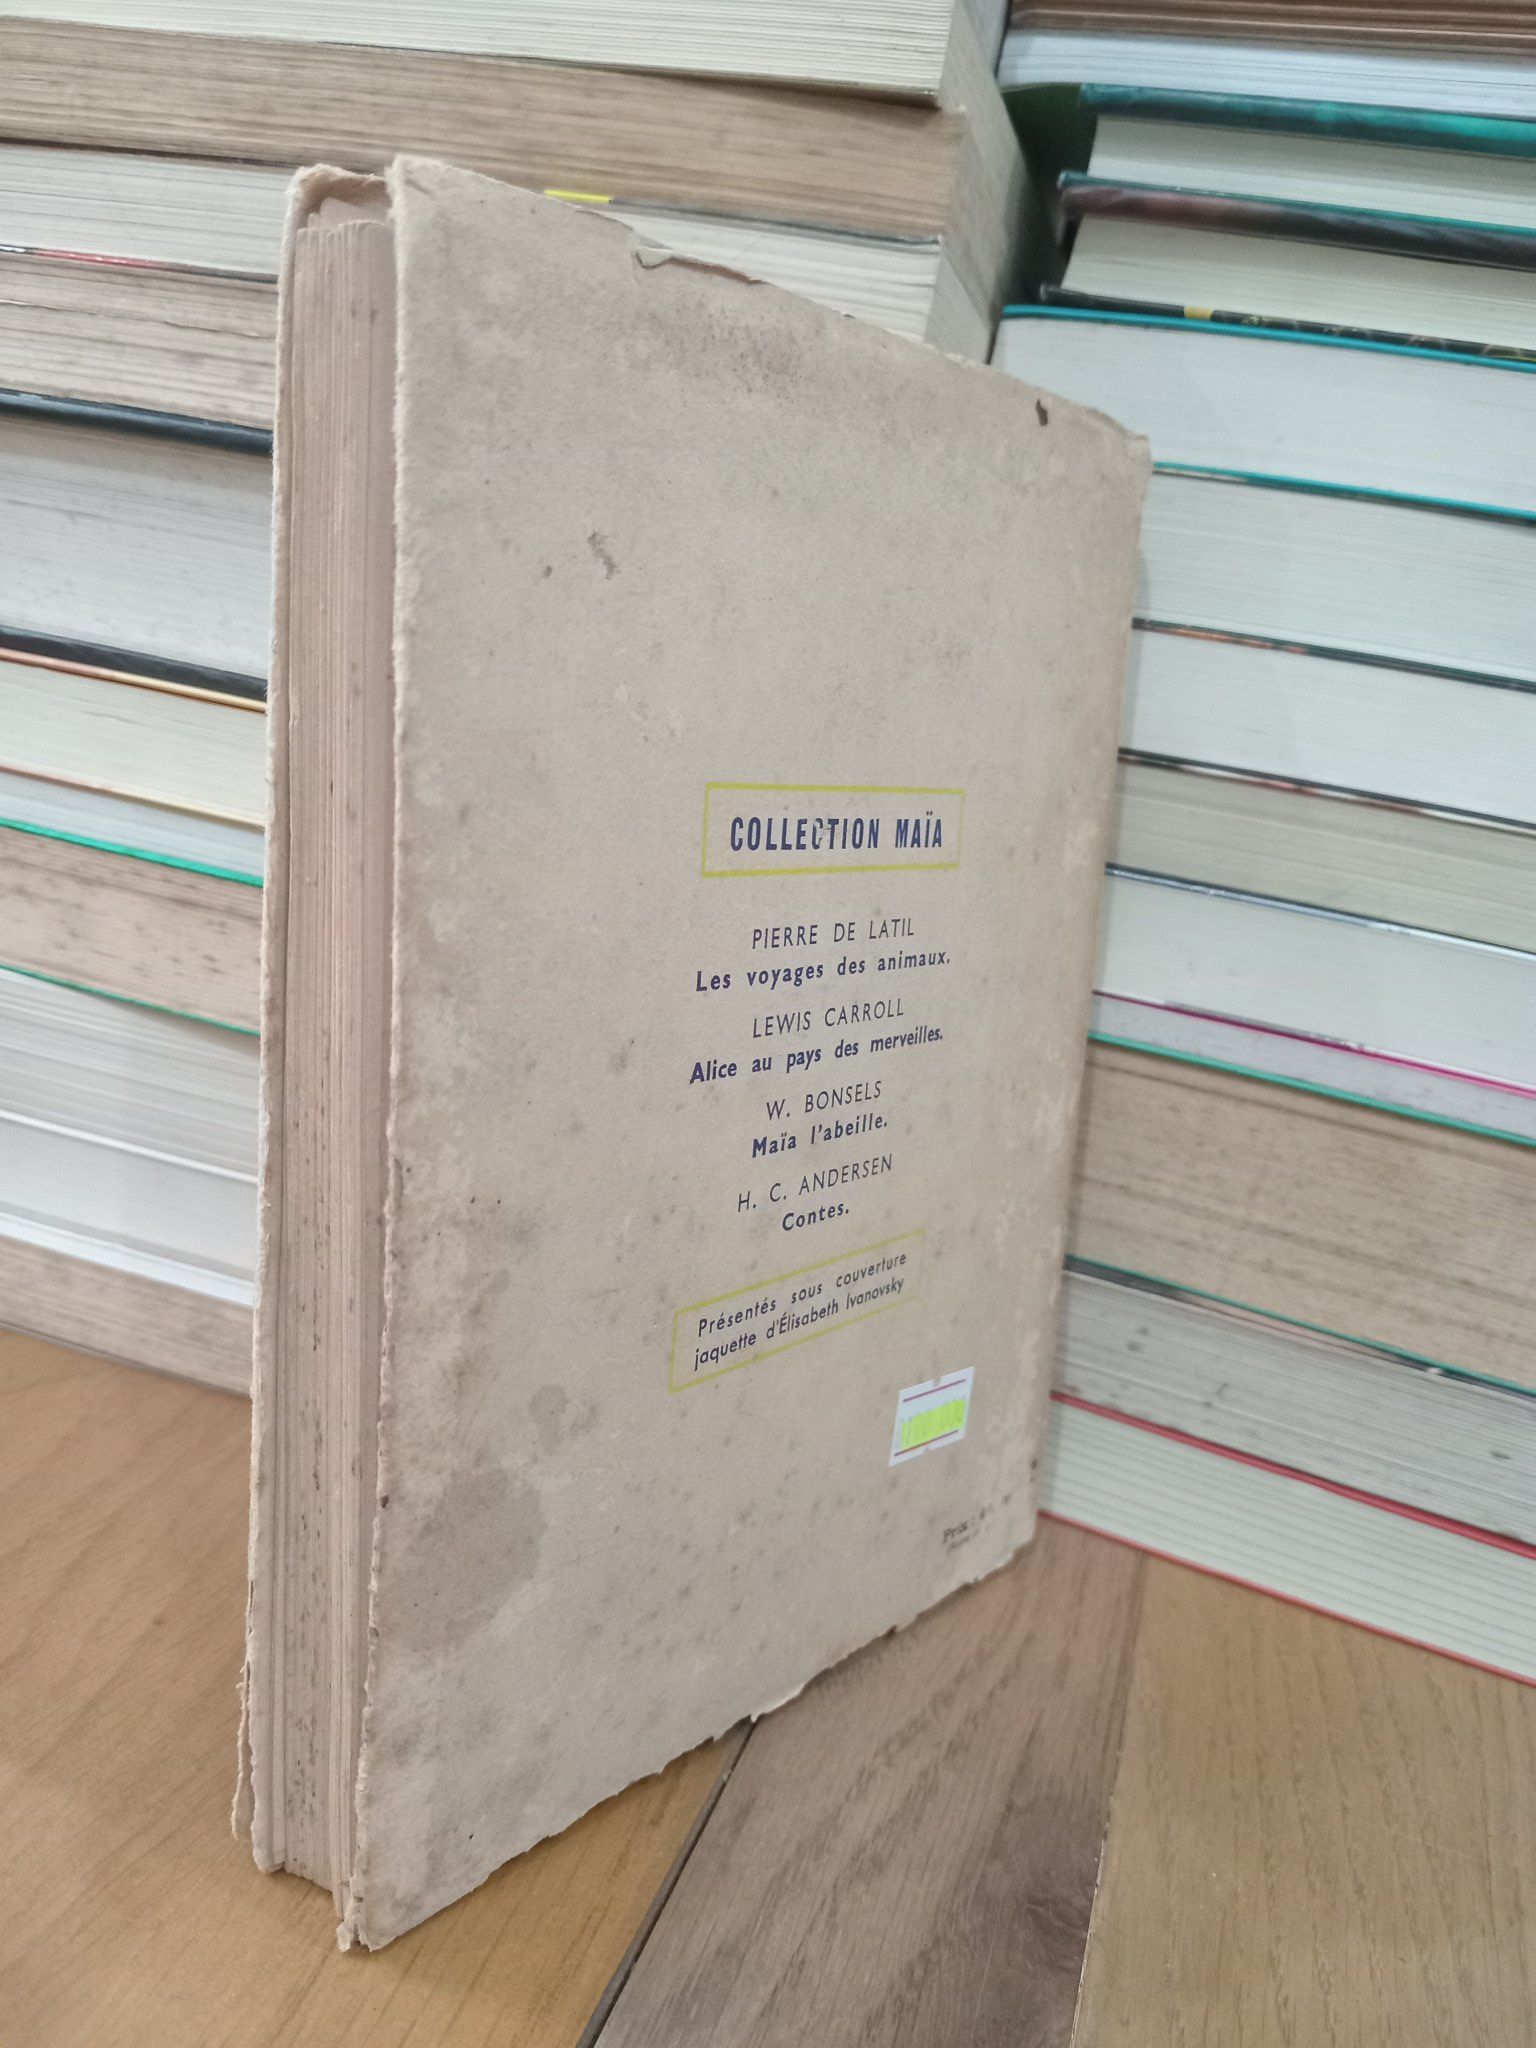 COLLECTION MAÏA
PIERRE DE LATIL
Les voyages des animaux.
LEWIS CARROLL
Alice au pays des merveilles.
W. BONSELS
Maïa l'abeille.
H. C. ANDERSEN
Contes.
Présentés sous couverture
jaquette d'Élisabeth Ivanovsky
Prix :